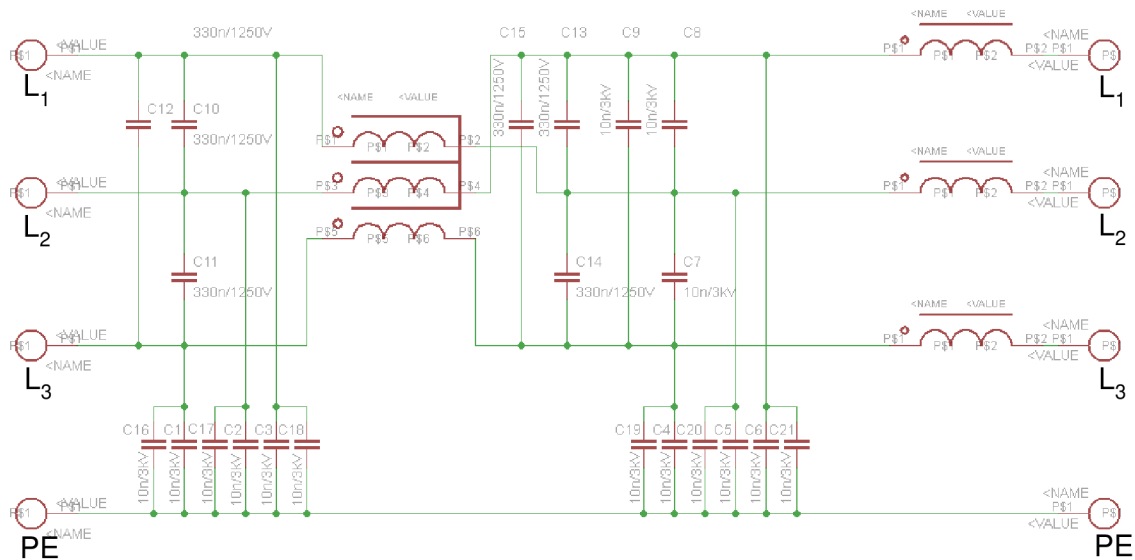 <NAME <VALUE
C15 C13 C9 C8
330n/1250V
<VALUE
P$1 P$1
<NAME
L1
P$1 P$1 P$2 P$2 P$1 P$
<NAME
<VALUE
L1
330n/1250V 330n/1250V 10n/3kV 10n/3kV
C12 C10
330n/1250V
<NAME <VALUE
P$1 P$1 P$2 P$2
<VALUE
P$1 P$1
<NAME
L2
P$3 P$3 P$4 P$4
<NAME <VALUE
P$1 P$1 P$2 P$2 P$1 P$
<NAME
<VALUE
L2
P$5 P$5 P$6 P$6
C11
330n/1250V
C14
330n/1250V
C7
10n/3kV
<VALUE
P$1 P$1
<NAME
L3
<NAME <VALUE
P$1 P$1 P$2 P$2 P$1 P$
<NAME
<VALUE
L3
C16 C1 C17 C2 C3 C18
10n/3kV 10n/3kV 10n/3kV 10n/3kV 10n/3kV
C19 C4 C20 C5 C6 C21
10n/3kV 10n/3kV 10n/3kV 10n/3kV 10n/3kV
<VALUE
P$1 P$1
<NAME
PE
<NAME
P$1 P$
<VALUE
PE